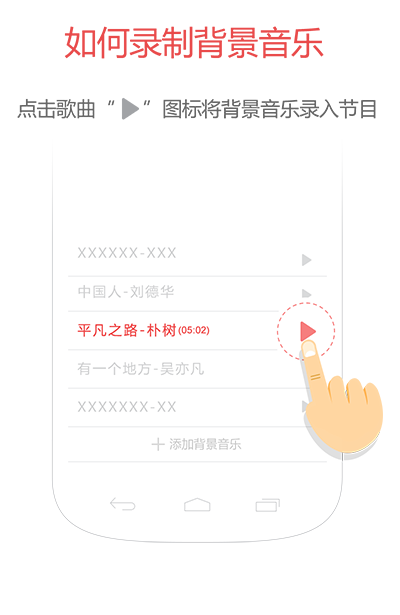 如何录制背景音乐
点击歌曲“▶”图标将背景音乐录入节目
XXXXXX-XXX
中国人-刘德华
平凡之路-朴树(05:02)
有一个地方-吴亦凡
XXXXXXX-XX
+ 添加背景音乐